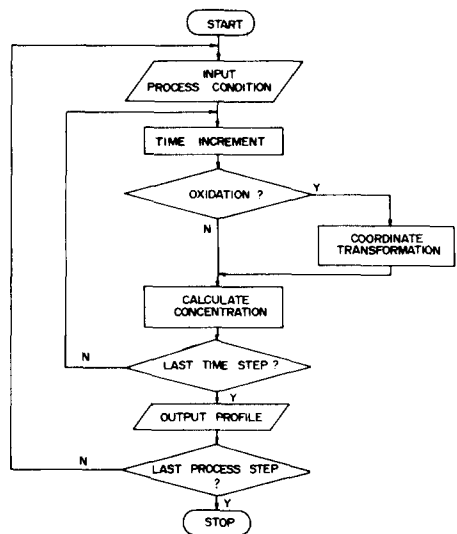 START
INPUT
PROCESS CONDITION
TIME INCREMENT
OXIDATION ?
Y
N
COORDINATE
TRANSFORMATION
CALCULATE
CONCENTRATION
LAST TIME STEP ?
N
Y
OUTPUT PROFILE
N
LAST PROCESS STEP
?
Y
STOP